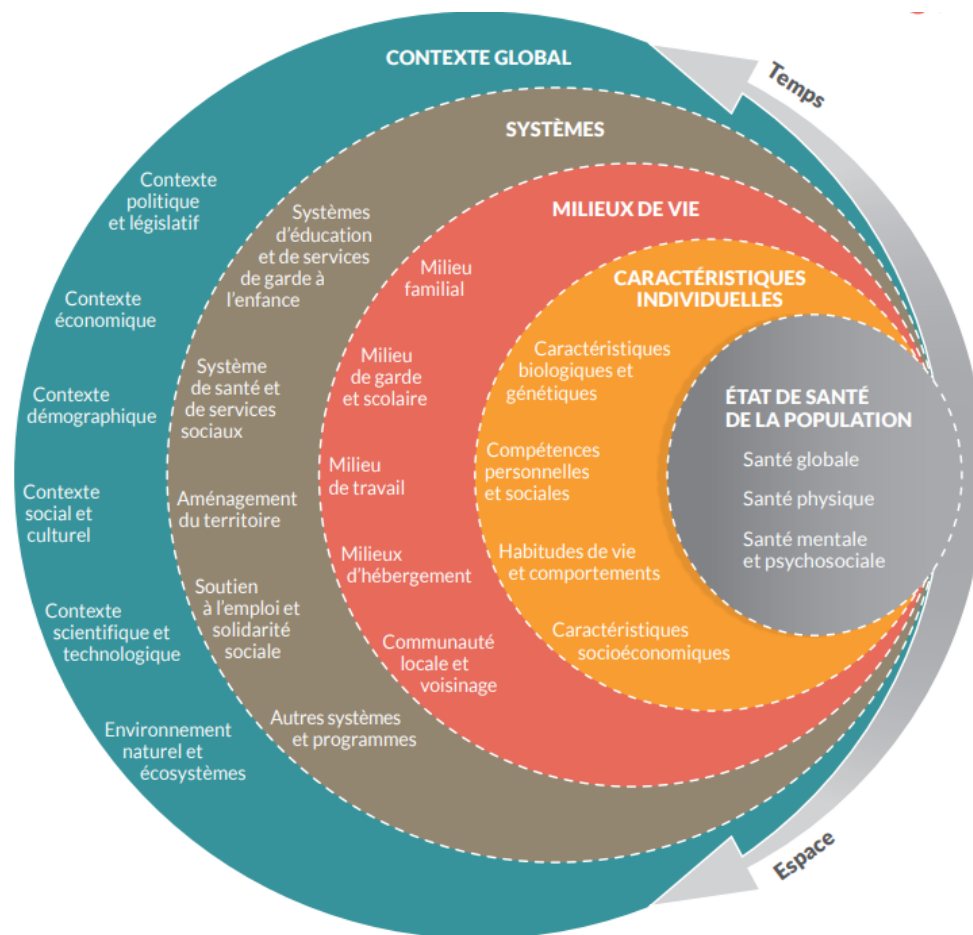 CONTEXTE GLOBAL
Temps
SYSTÈMES
MILIEUX DE VIE
CARACTÉRISTIQUES
INDIVIDUELLES
ÉTAT DE SANTÉ
DE LA POPULATION
Santé globale
Santé physique
Santé mentale
et psychosociale
Contexte
politique
et législatif
Contexte
économique
Contexte
démographique
Contexte
social et
culturel
Contexte
scientifique et
technologique
Environnement
naturel et
écosystèmes
Systèmes
d’éducation
et de services
de garde à
l’enfance
Système
de santé et
de services
sociaux
Aménagement
du territoire
Soutien
à l’emploi et
solidarité
sociale
Autres systèmes
et programmes
Milieu
familial
Milieu
de garde
et scolaire
Milieu
de travail
Milieux
d’hébergement
Communauté
locale et
voisinage
Caractéristiques
biologiques et
génétiques
Compétences
personnelles
et sociales
Habitudes de vie
et comportements
Caractéristiques
socioéconomiques
Espace